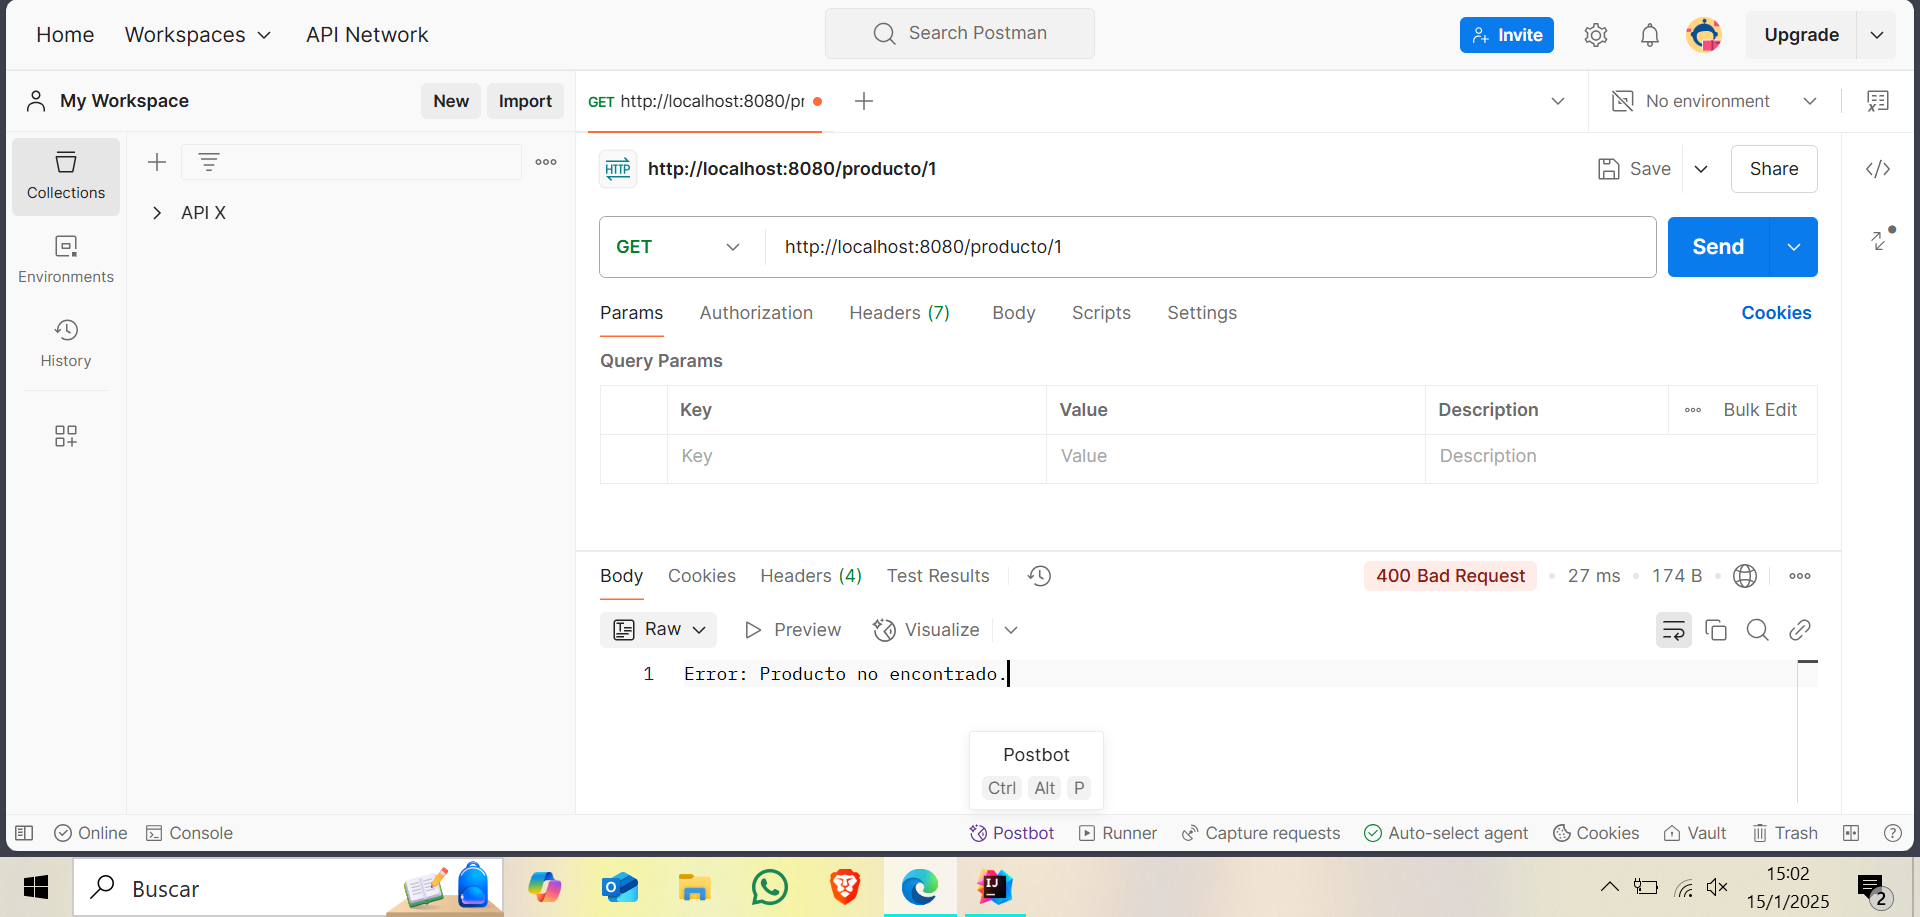 Home Workspaces API Network Search Postman Invite Upgrade
My Workspace New Import GET http://localhost:8080/pr No environment
Collections
Environments
History
API X
HTTP http://localhost:8080/producto/1 Save Share
GET http://localhost:8080/producto/1 Send
Params Authorization Headers (7) Body Scripts Settings Cookies
Query Params
Key Value Description Bulk Edit
Key Value Description
Body Cookies Headers (4) Test Results 400 Bad Request 27 ms 174 B
Raw Preview Visualize
1 Error: Producto no encontrado.
Postbot
Ctrl Alt P
Online Console Postbot Runner Capture requests Auto-select agent Cookies Vault Trash
Buscar
IJ
15:02
15/1/2025
2